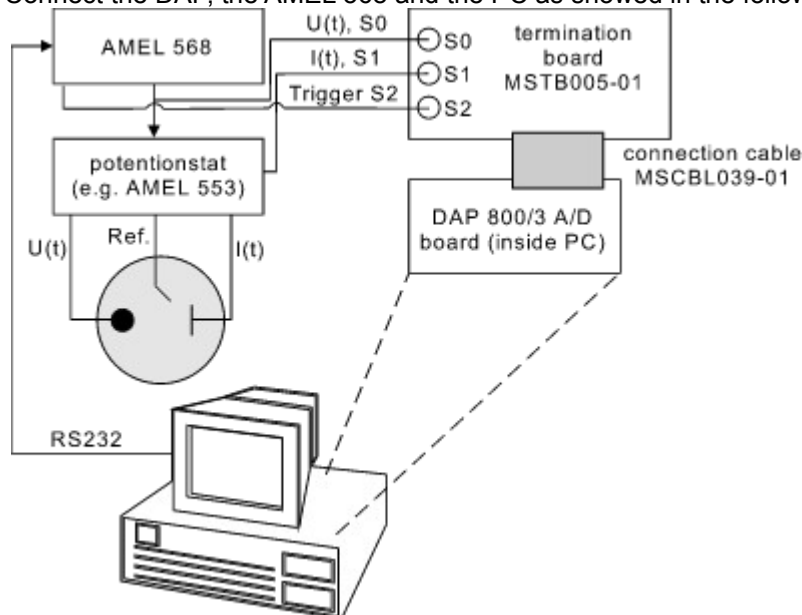 Connect the DAP, the AMEL 568 and the PC as showed in the follow
AMEL 568
U(t), S0
I(t), S1
Trigger S2
S0
S1
S2
termination
board
MSTB005-01
potentionstat
(e.g. AMEL 553)
connection cable
MSCBL039-01
DAP 800/3 A/D
board (inside PC)
U(t)
Ref.
I(t)
RS232